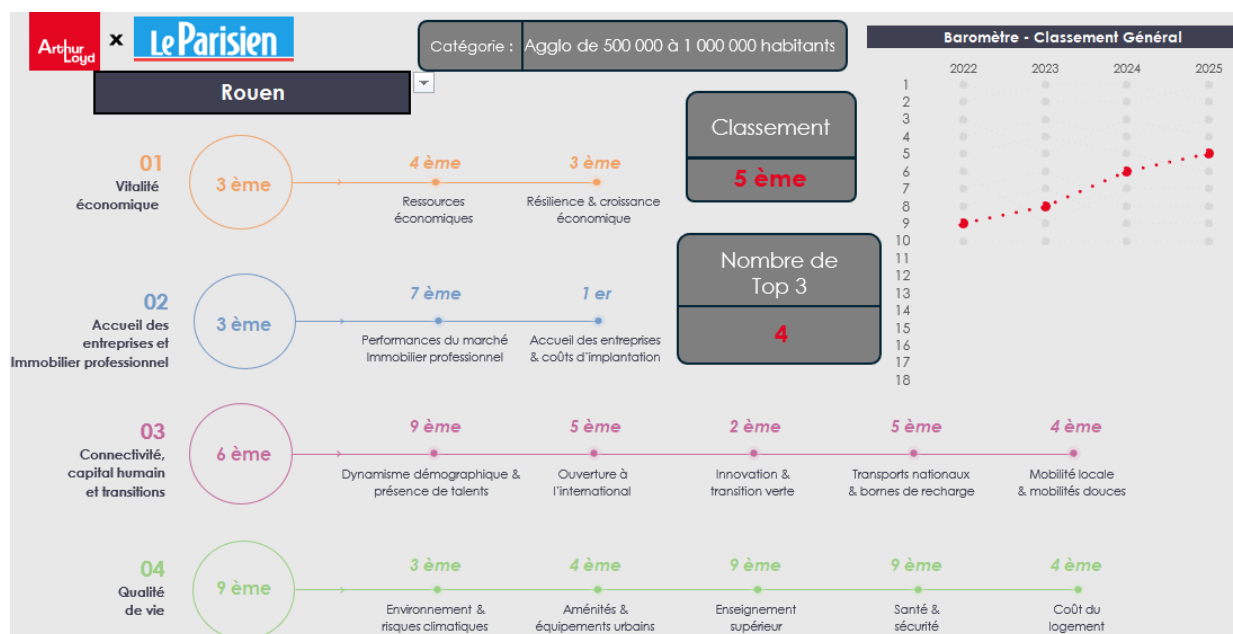 Arthur
Loyd
x
Le Parisien
Catégorie : Agglo de 500 000 à 1 000 000 habitants
Rouen
Baromètre - Classement Général
2022 2023 2024 2025
1
2
3
4
5
6
7
8
9
10
11
12
13
14
15
16
17
18
Classement
5 ème
Nombre de
Top 3
4
01
Vitalité
économique
3 ème
4 ème
Ressources
économiques
3 ème
Résilience & croissance
économique
02
Accueil des
entreprises et
Immobilier professionnel
3 ème
7 ème
Performances du marché
Immobilier professionnel
1 er
Accueil des entreprises
& coûts d'implantation
03
Connectivité,
capital humain
et transitions
6 ème
9 ème
Dynamisme démographique &
présence de talents
5 ème
Ouverture à
l'international
2 ème
Innovation &
transition verte
5 ème
Transports nationaux
& bornes de recharge
4 ème
Mobilité locale
& mobilités douces
04
Qualité
de vie
9 ème
3 ème
Environnement &
risques climatiques
4 ème
Aménités &
équipements urbains
9 ème
Enseignement
supérieur
9 ème
Santé &
sécurité
4 ème
Coût du
logement